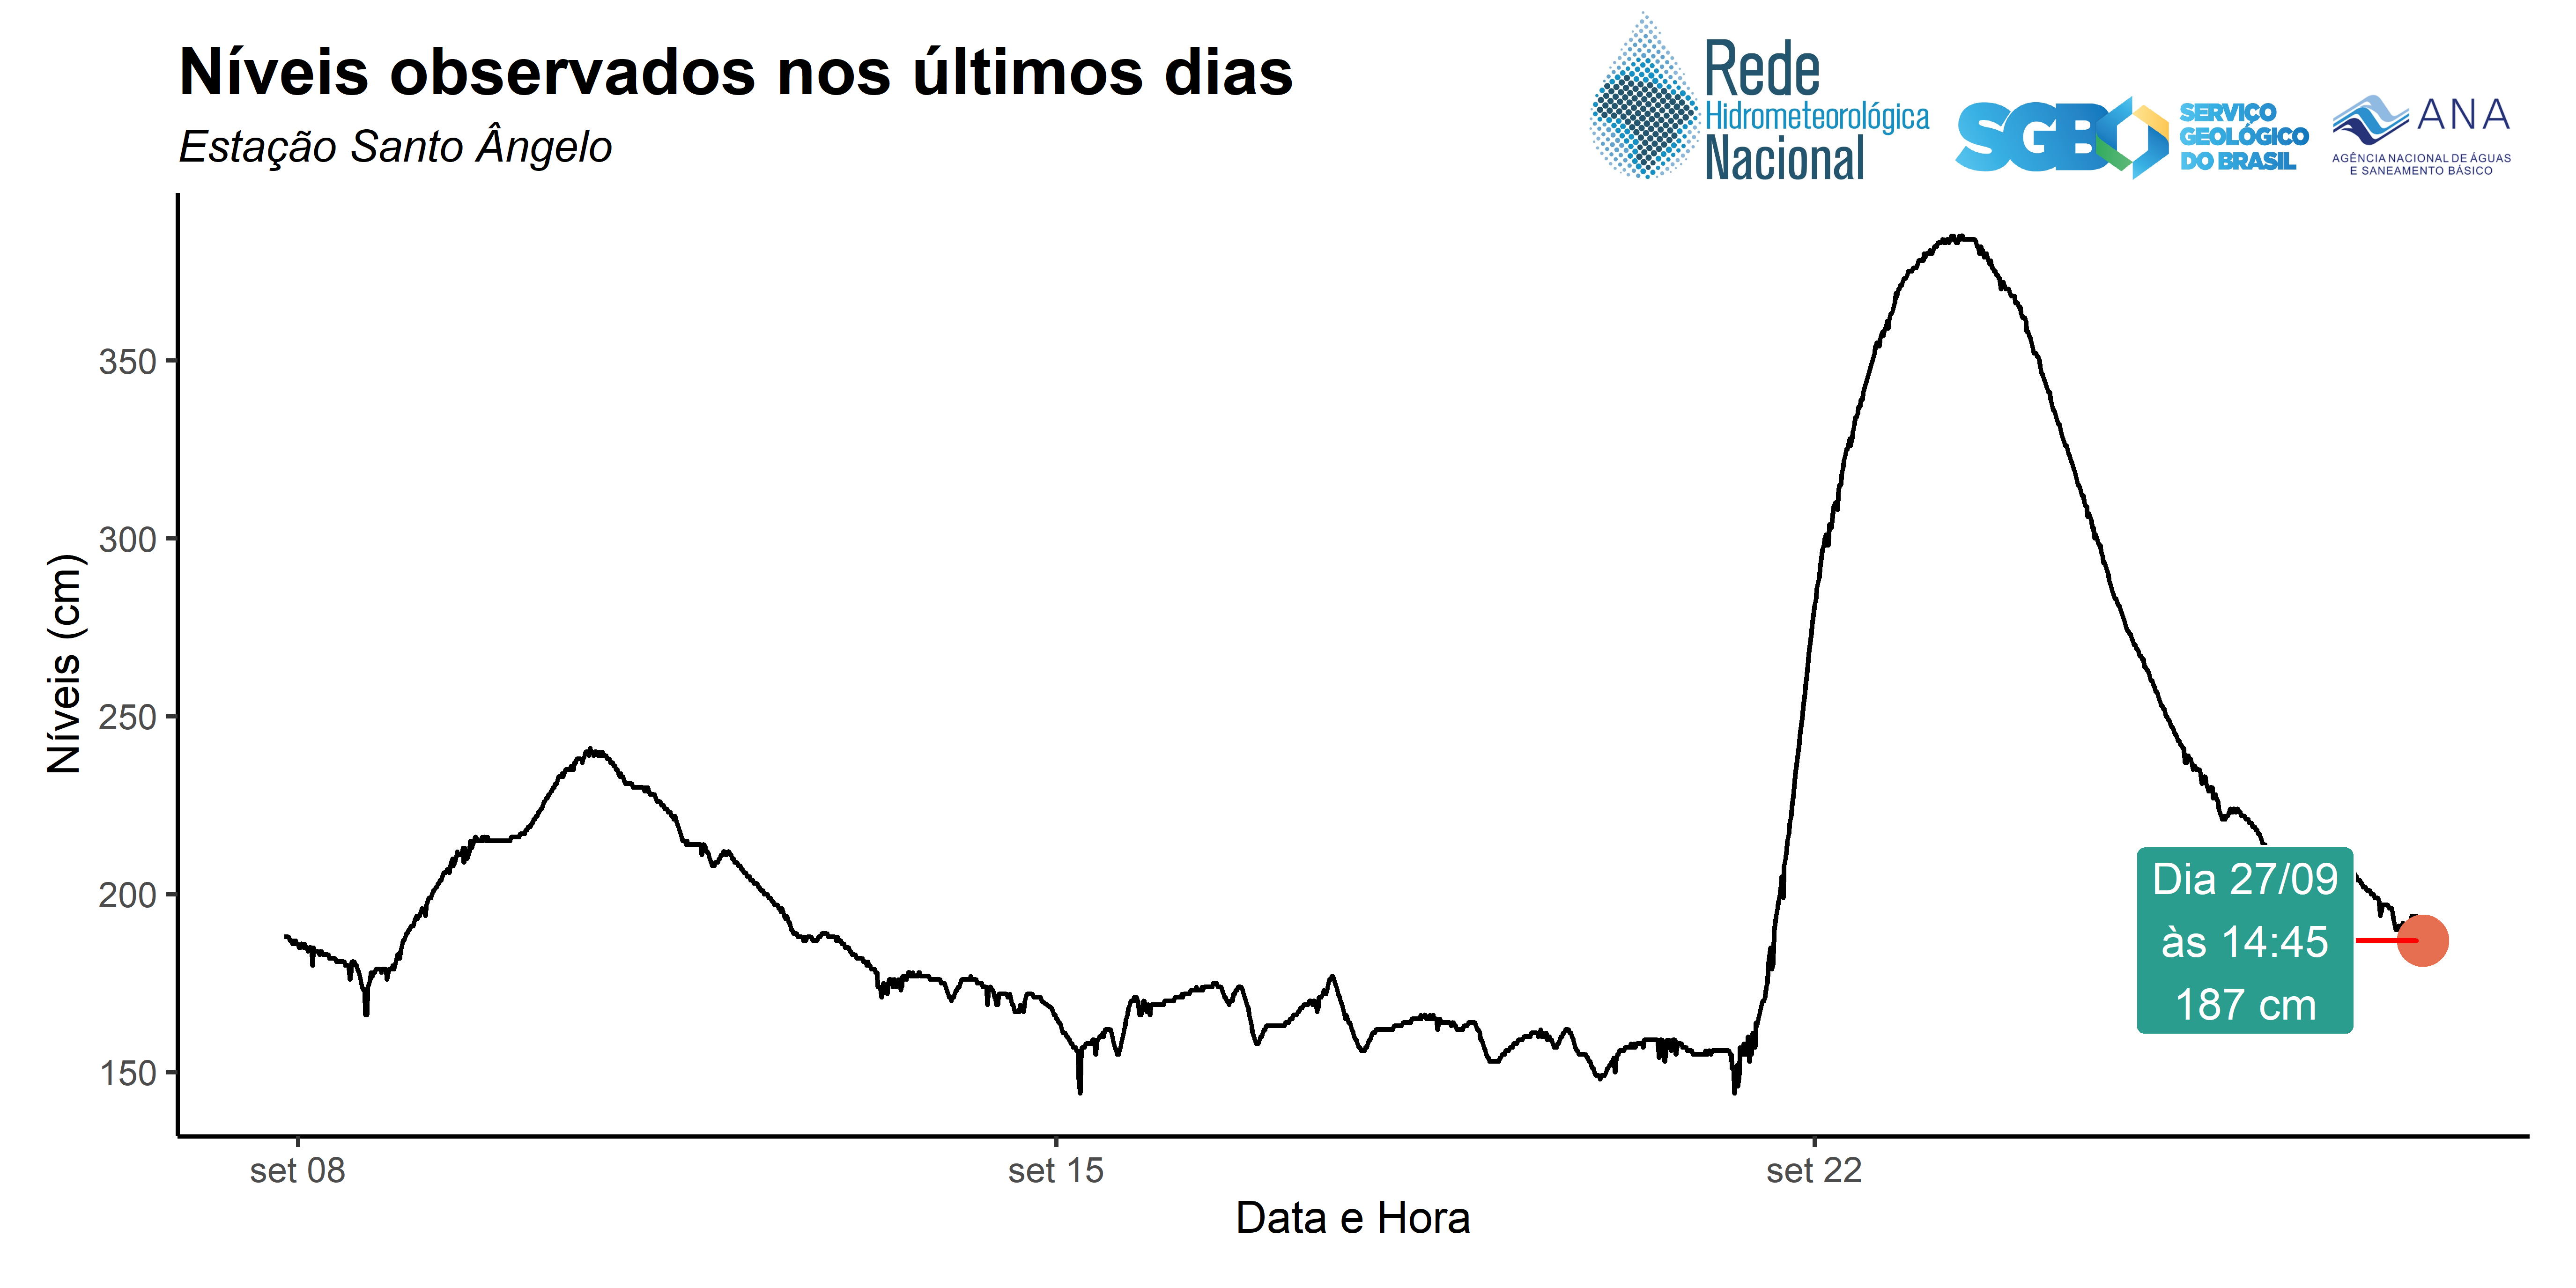 Níveis observados nos últimos dias
Estação Santo Ângelo
Rede
Hidrometeorológica
Nacional
SGB
SERVIÇO
GEOLÓGICO
DO BRASIL
ANA
AGÊNCIA NACIONAL DE ÁGUAS
E SANEAMENTO BÁSICO
Níveis (cm)
350
300
250
200
150
Dia 27/09
às 14:45
187 cm
set 08
set 15
set 22
Data e Hora